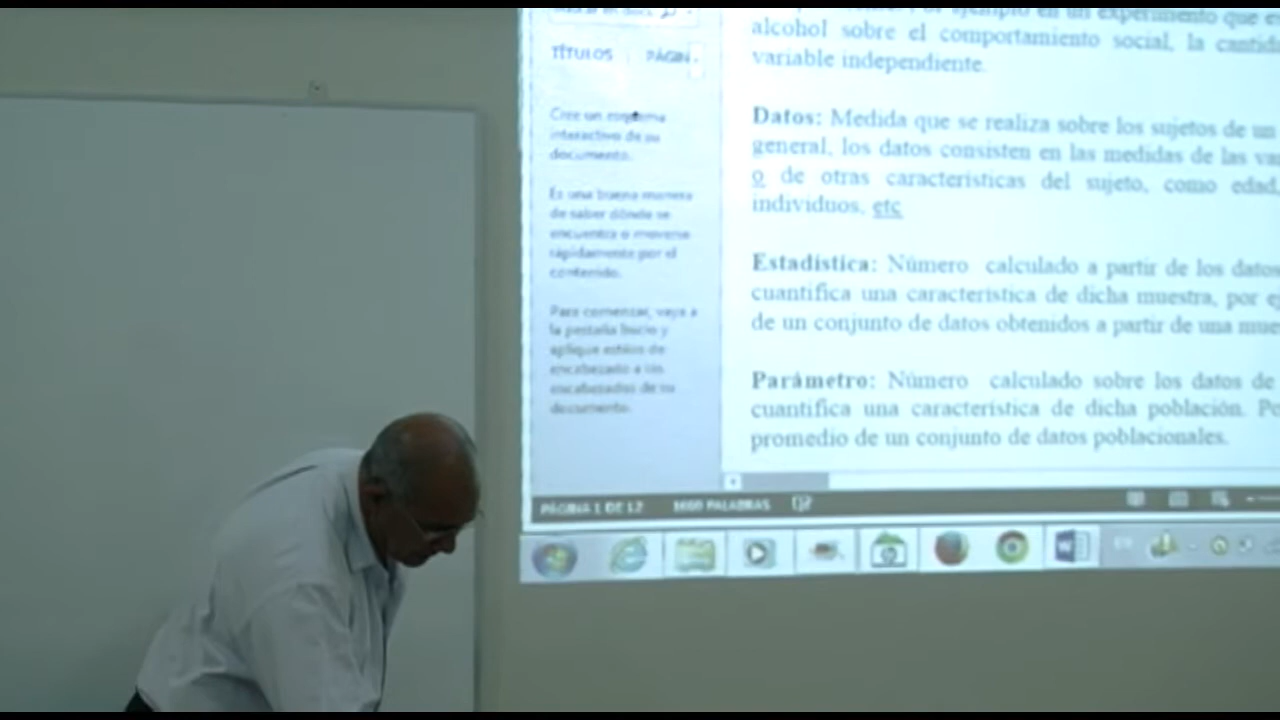 TÍTULOS
Cree un esquema
interactivo de su
documento.
Es una buena manera
de saber dónde se
encuentra o moverse
rápidamente por el
contenido.
Para comenzar, vaya a
la pestaña Inicio y
aplique estilos de
encabezado a los
encabezados de su
documento.
PÁGINA 1 DE 12 PALABRAS
ejemplo en un experimento que
alcohol sobre el comportamiento social, la
variable independiente.
Datos: Medida que se realiza sobre los sujetos de un
general, los datos consisten en las medidas de las
o de otras características del sujeto, como edad,
individuos, etc
Estadística: Número calculado a partir de los datos
cuantifica una característica de dicha muestra, por
de un conjunto de datos obtenidos a partir de una
Parámetro: Número calculado sobre los datos de
cuantifica una característica de dicha población.
promedio de un conjunto de datos poblacionales.